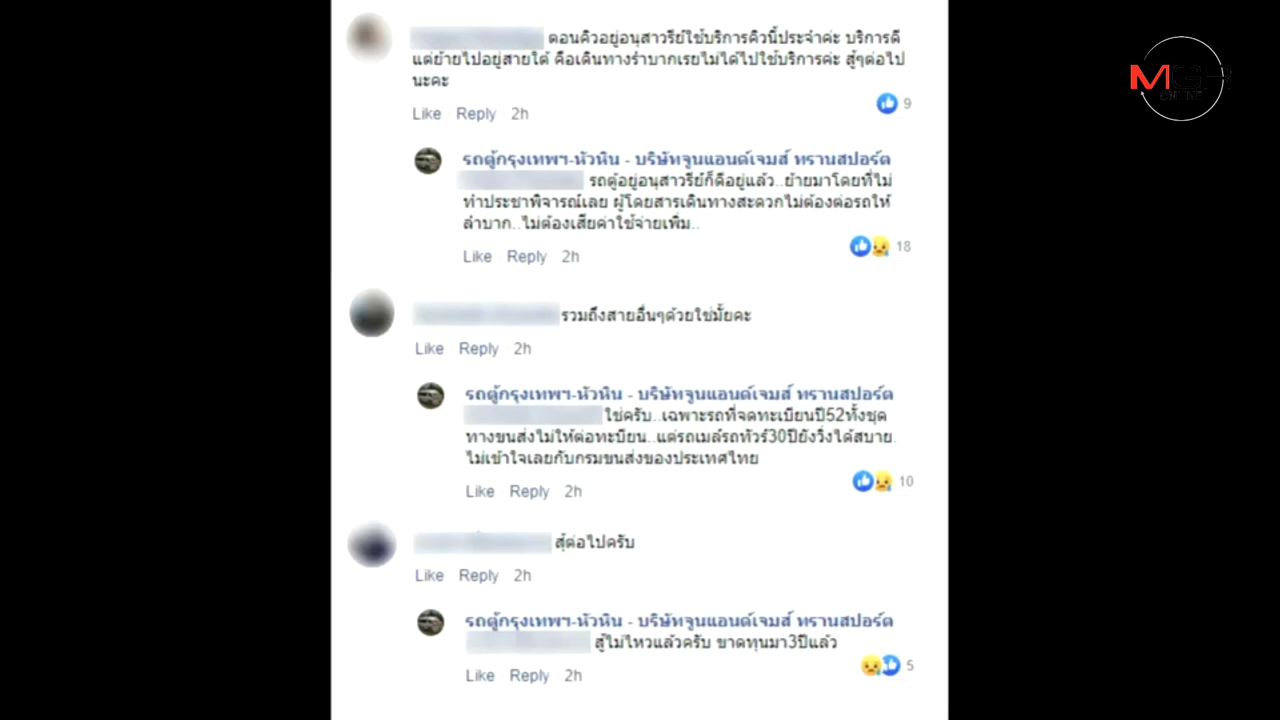 ตอนคิวอยู่อนุสาวรีย์ใช้บริการคิวนี้ประจำค่ะ บริการดี
แต่ย้ายไปอยู่สายใต้ คือเดินทางรำบากเรยไม่ได้ไปใช้บริการค่ะ สู้ๆต่อไป
นะคะ
Like Reply 2h
9
รถตู้กรุงเทพฯ-หัวหิน - บริษัทจูนแอนด์เจมส์ ทรานสปอร์ต
รถตู้อยู่อนุสาวรีย์ก็ดีอยู่แล้ว..ย้ายมาโดยที่ไม่
ทำประชาพิจารณ์เลย ผู้โดยสารเดินทางสะดวกไม่ต้องต่อรถให้
ลำบาก..ไม่ต้องเสียค่าใช้จ่ายเพิ่ม..
Like Reply 2h
18
รวมถึงสายอื่นๆด้วยใช่มั้ยคะ
Like Reply 2h
รถตู้กรุงเทพฯ-หัวหิน - บริษัทจูนแอนด์เจมส์ ทรานสปอร์ต
ใช่ครับ..เฉพาะรถที่จดทะเบียนปี52ทั้งชุด
ทางขนส่งไม่ให้ต่อทะบียน..แต่รถเมล์รถทัวร์30ปียังวิ่งได้สบาย.
ไม่เข้าใจเลยกับกรมขนส่งของประเทศไทย
Like Reply 2h
10
สู้ต่อไปครับ
Like Reply 2h
รถตู้กรุงเทพฯ-หัวหิน - บริษัทจูนแอนด์เจมส์ ทรานสปอร์ต
สู้ไม่ไหวแล้วครับ ขาดทุนมา3ปีแล้ว
Like Reply 2h
5
MGR
ONLINE